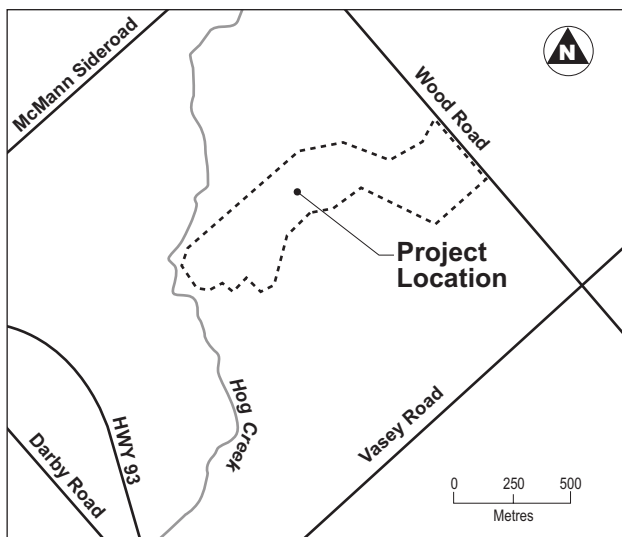 McMann Sideroad
N
Wood Road
Project
Location
Hog Creek
Vasey Road
HWY 93
Darby Road
0 250 500
Metres